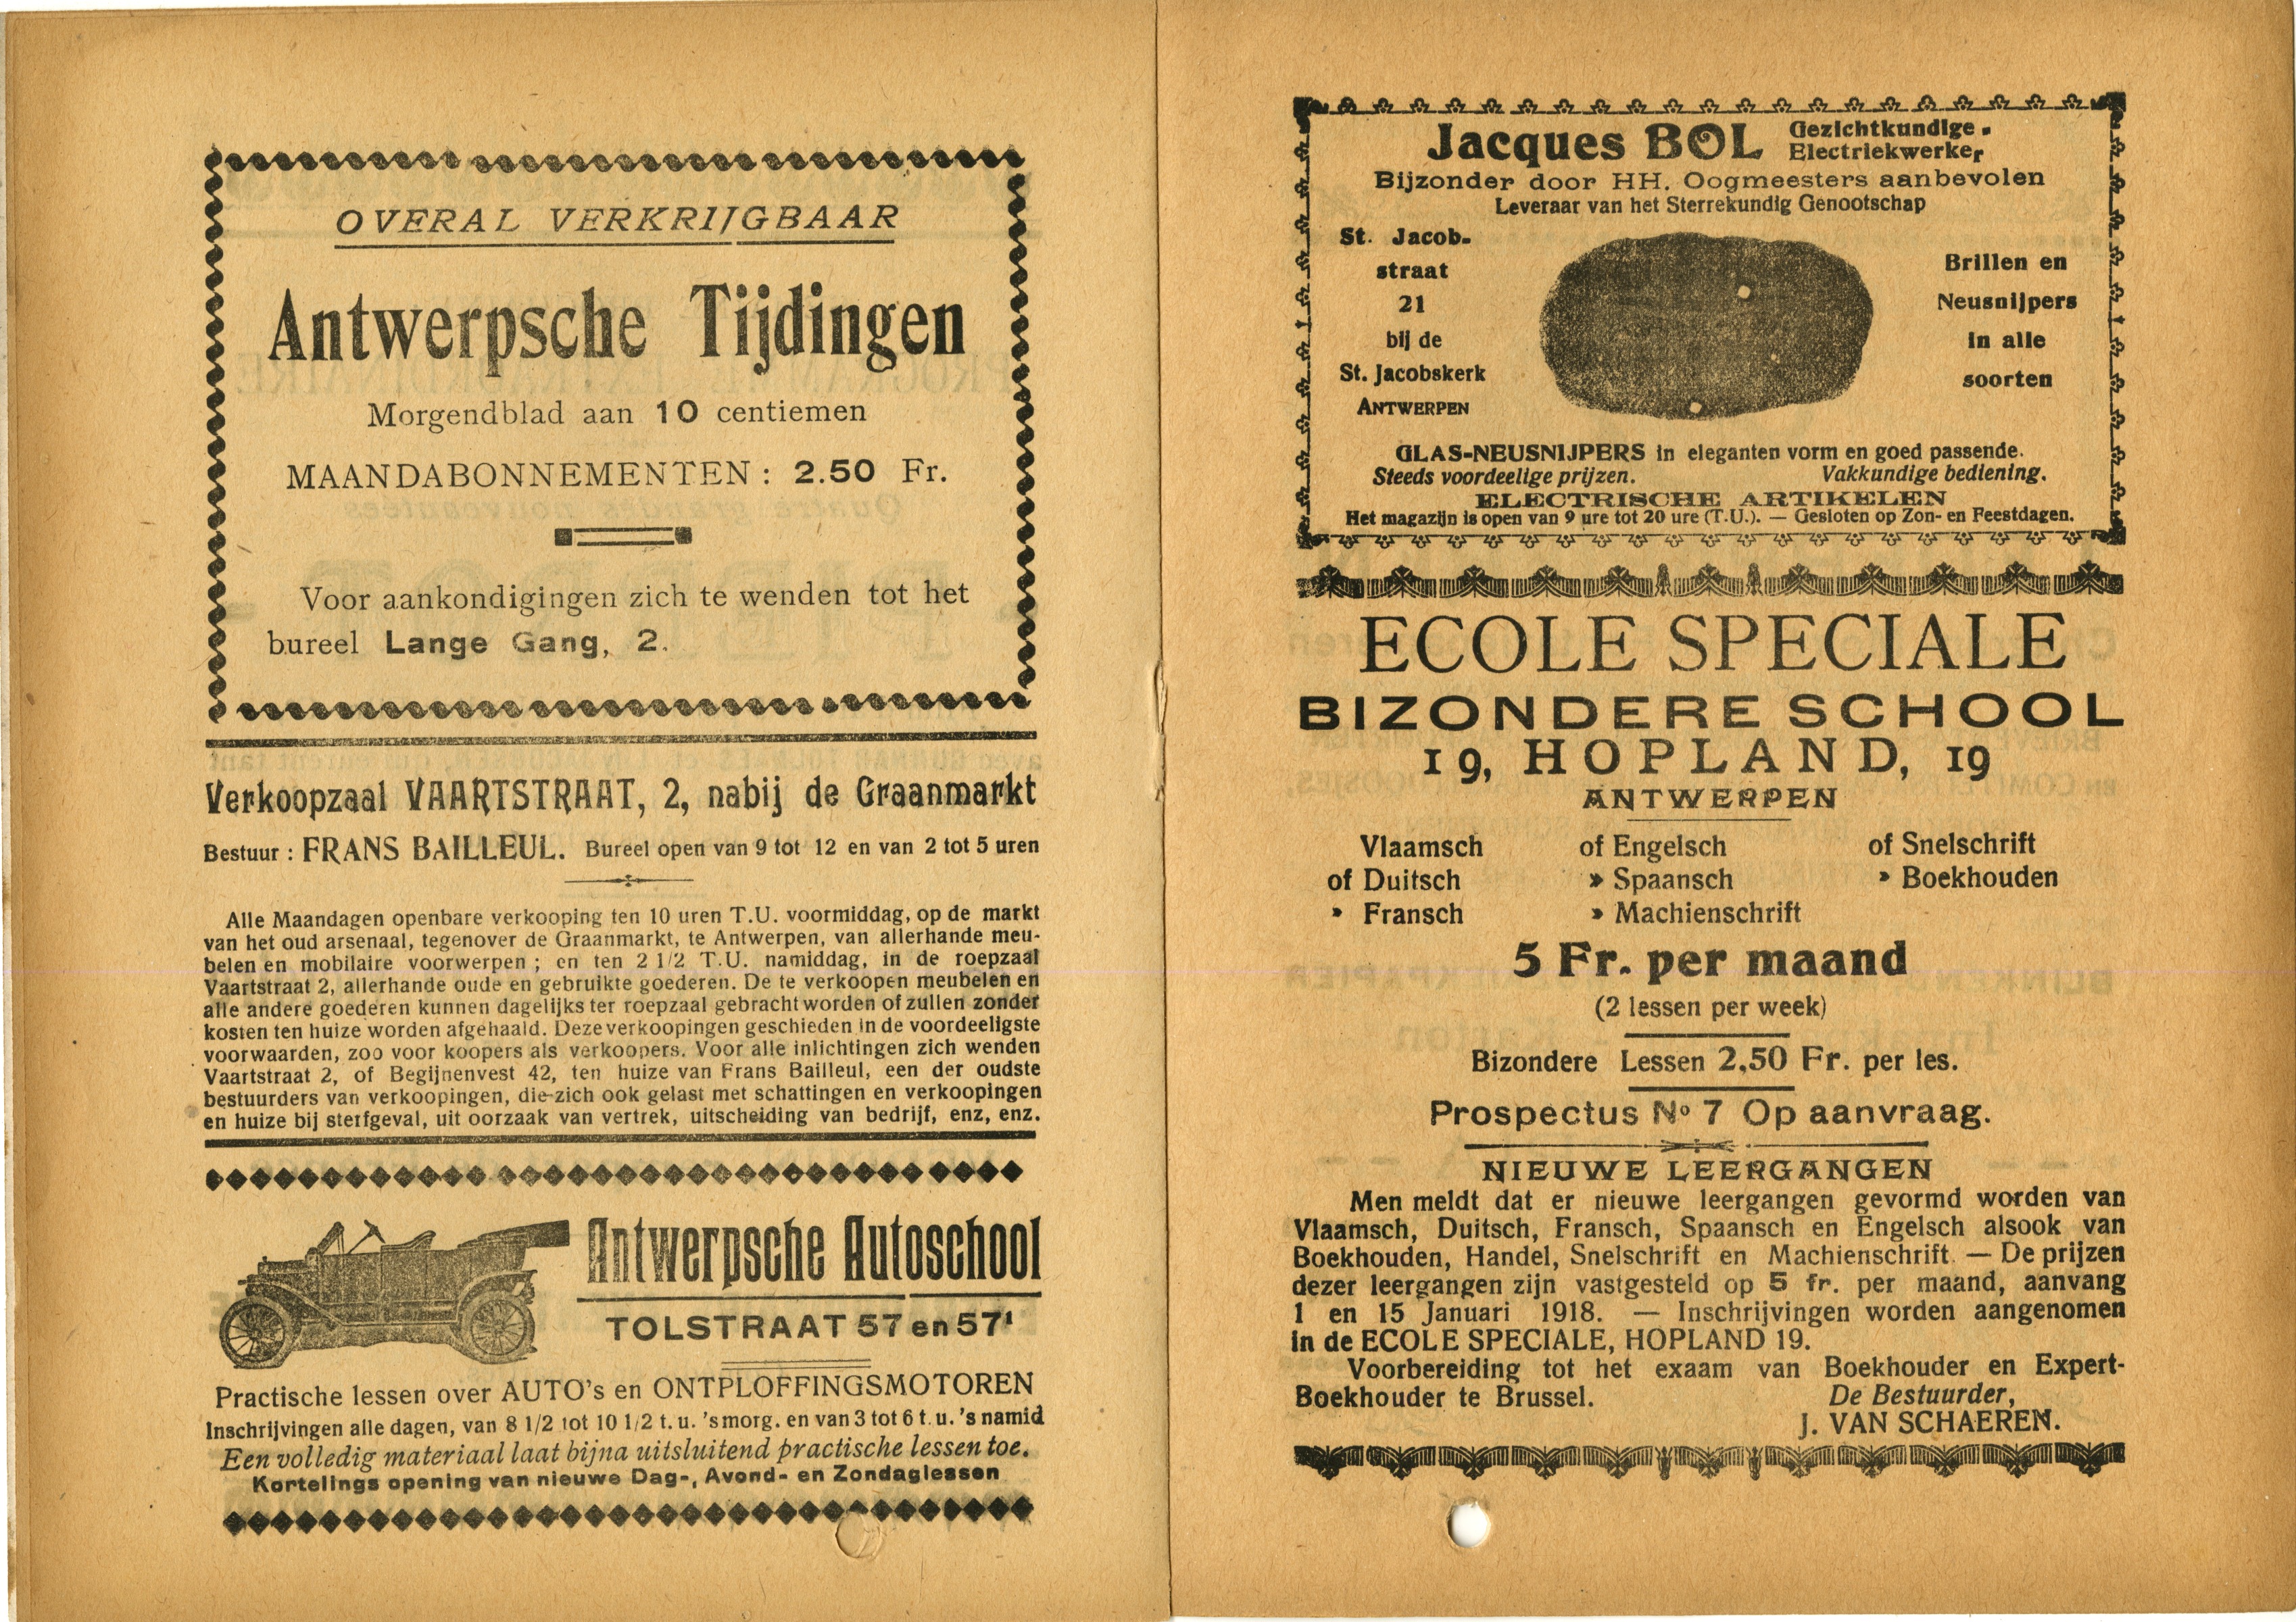 OVERAL VERKRIJGBAAR
Antwerpsche Tijdingen
Morgendblad aan 10 centiemen
MAANDABONNEMENTEN : 2.50 Fr.
Voor aankondigingen zich te wenden tot het
bureel Lange Gang, 2.
Verkoopzaal VAARTSTRAAT, 2, nabij de Graanmarkt
Bestuur : FRANS BAILLEUL. Bureel open van 9 tot 12 en van 2 tot 5 uren
Alle Maandagen openbare verkooping ten 10 uren T.U. voormiddag, op de markt
van het oud arsenaal, tegenover de Graanmarkt, te Antwerpen, van allerhande meu-
belen en mobilaire voorwerpen ; en ten 2 1/2 T.U. namiddag, in de roepzaal
Vaartstraat 2, allerhande oude en gebruikte goederen. De te verkoopen meubelen en
alle andere goederen kunnen dagelijks ter roepzaal gebracht worden of zullen zonder
kosten ten huize worden afgehaald. Deze verkoopingen geschieden in de voordeeligste
voorwaarden, zoo voor koopers als verkoopers. Voor alle inlichtingen zich wenden
Vaartstraat 2, of Begijnenvest 42, ten huize van Frans Bailleul, een der oudste
bestuurders van verkoopingen, die zich ook gelast met schattingen en verkoopingen
en huize bij sterfgeval, uit oorzaak van vertrek, uitscheiding van bedrijf, enz, enz.
Antwerpsche Autoschool
TOLSTRAAT 57 en 57¹
Practische lessen over AUTO's en ONTPLOFFINGSMOTOREN
Inschrijvingen alle dagen, van 8 1/2 tot 10 1/2 t. u. 's morg. en van 3 tot 6 t. u. 's namid
Een volledig materiaal laat bijna uitsluitend practische lessen toe.
Kortelings opening van nieuwe Dag-, Avond- en Zondaglessen
Jacques BOL Gezichtkundige.
Electriekwerker
Bijzonder door HH. Oogmeesters aanbevolen
Leveraar van het Sterrekundig Genootschap
St. Jacob-
straat
21
bij de
St. Jacobskerk
ANTWERPEN
Brillen en
Neusnijpers
in alle
soorten
GLAS-NEUSNIJPERS in eleganten vorm en goed passende.
Steeds voordeelige prijzen. Vakkundige bediening.
ELECTRISCHE ARTIKELEN
Het magazijn is open van 9 ure tot 20 ure (T.U.). — Gesloten op Zon- en Feestdagen.
ECOLE SPECIALE
BIZONDERE SCHOOL
19, HOPLAND, 19
ANTWERPEN
Vlaamsch of Engelsch of Snelschrift
of Duitsch » Spaansch » Boekhouden
» Fransch » Machienschrift
5 Fr. per maand
(2 lessen per week)
Bizondere Lessen 2,50 Fr. per les.
Prospectus Nº 7 Op aanvraag.
NIEUWE LEERGANGEN
Men meldt dat er nieuwe leergangen gevormd worden van
Vlaamsch, Duitsch, Fransch, Spaansch en Engelsch alsook van
Boekhouden, Handel, Snelschrift en Machienschrift. — De prijzen
dezer leergangen zijn vastgesteld op 5 fr. per maand, aanvang
1 en 15 Januari 1918. — Inschrijvingen worden aangenomen
in de ECOLE SPECIALE, HOPLAND 19.
Voorbereiding tot het exaam van Boekhouder en Expert-
Boekhouder te Brussel. De Bestuurder,
J. VAN SCHAEREN.